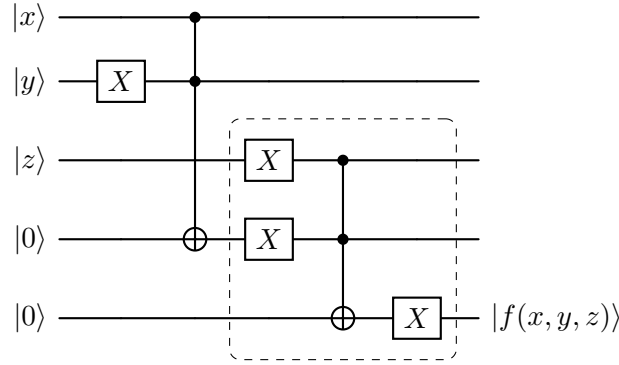 |x⟩
|y⟩ X
|z⟩ X
|0⟩ X
|0⟩ X |f(x, y, z)⟩